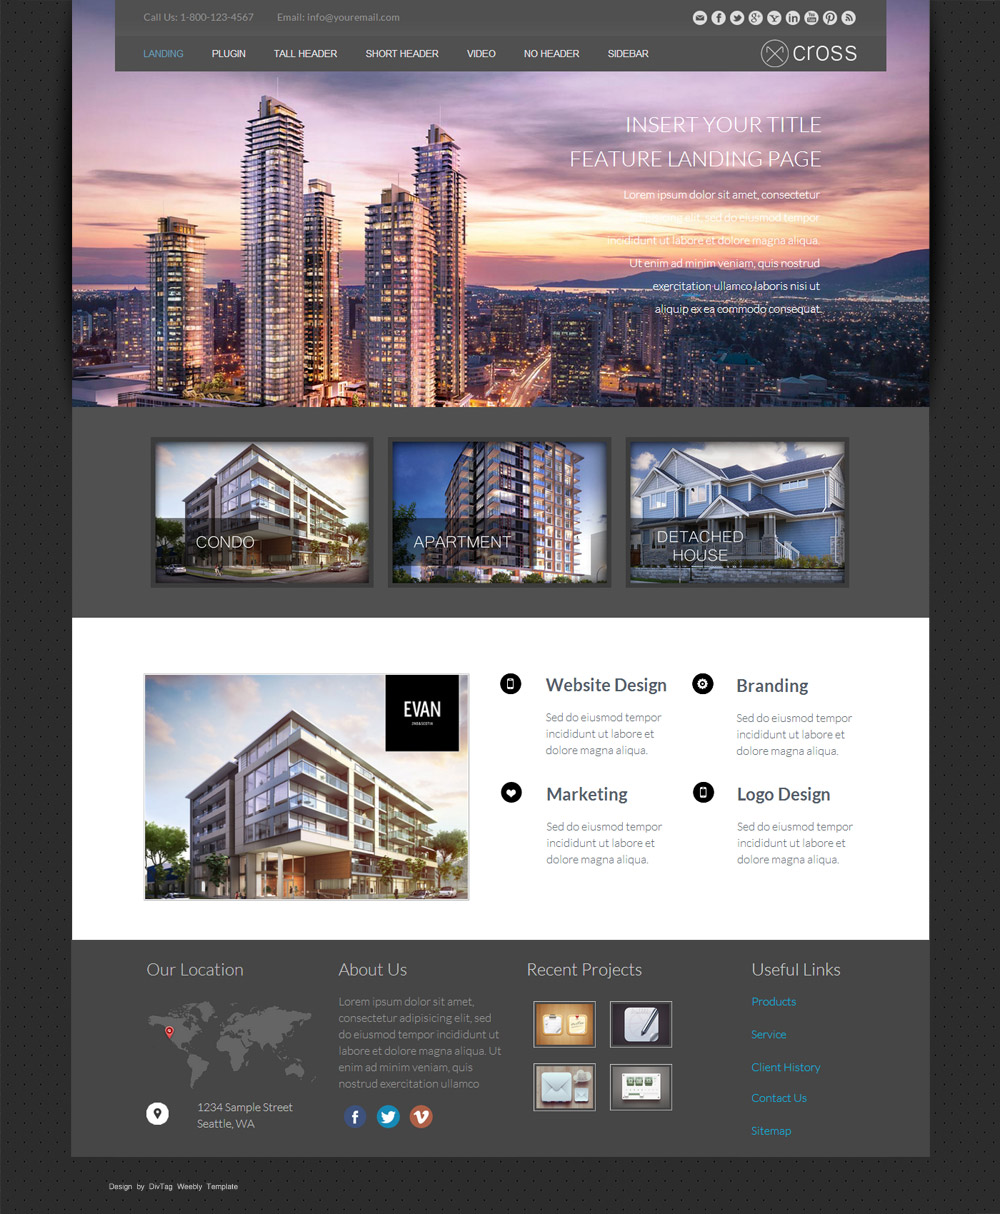 Call Us: 1-800-123-4567 Email: info@youremail.com
LANDING PLUGIN TALL HEADER SHORT HEADER VIDEO NO HEADER SIDEBAR
cross
INSERT YOUR TITLE
FEATURE LANDING PAGE
Lorem ipsum dolor sit amet, consectetur
adipisicing elit, sed do eiusmod tempor
incididunt ut labore et dolore magna aliqua.
Ut enim ad minim veniam, quis nostrud
exercitation ullamco laboris nisi ut
aliquip ex ea commodo consequat.
CONDO
APARTMENT
DETACHED
HOUSE
EVAN
Website Design
Sed do eiusmod tempor
incididunt ut labore et
dolore magna aliqua.
Branding
Sed do eiusmod tempor
incididunt ut labore et
dolore magna aliqua.
Marketing
Sed do eiusmod tempor
incididunt ut labore et
dolore magna aliqua.
Logo Design
Sed do eiusmod tempor
incididunt ut labore et
dolore magna aliqua.
Our Location
1234 Sample Street
Seattle, WA
About Us
Lorem ipsum dolor sit amet,
consectetur adipisicing elit, sed
do eiusmod tempor incididunt ut
labore et dolore magna aliqua. Ut
enim ad minim veniam, quis
nostrud exercitation ullamco
Recent Projects
Useful Links
Products
Service
Client History
Contact Us
Sitemap
Design by DivTag Weebly Template